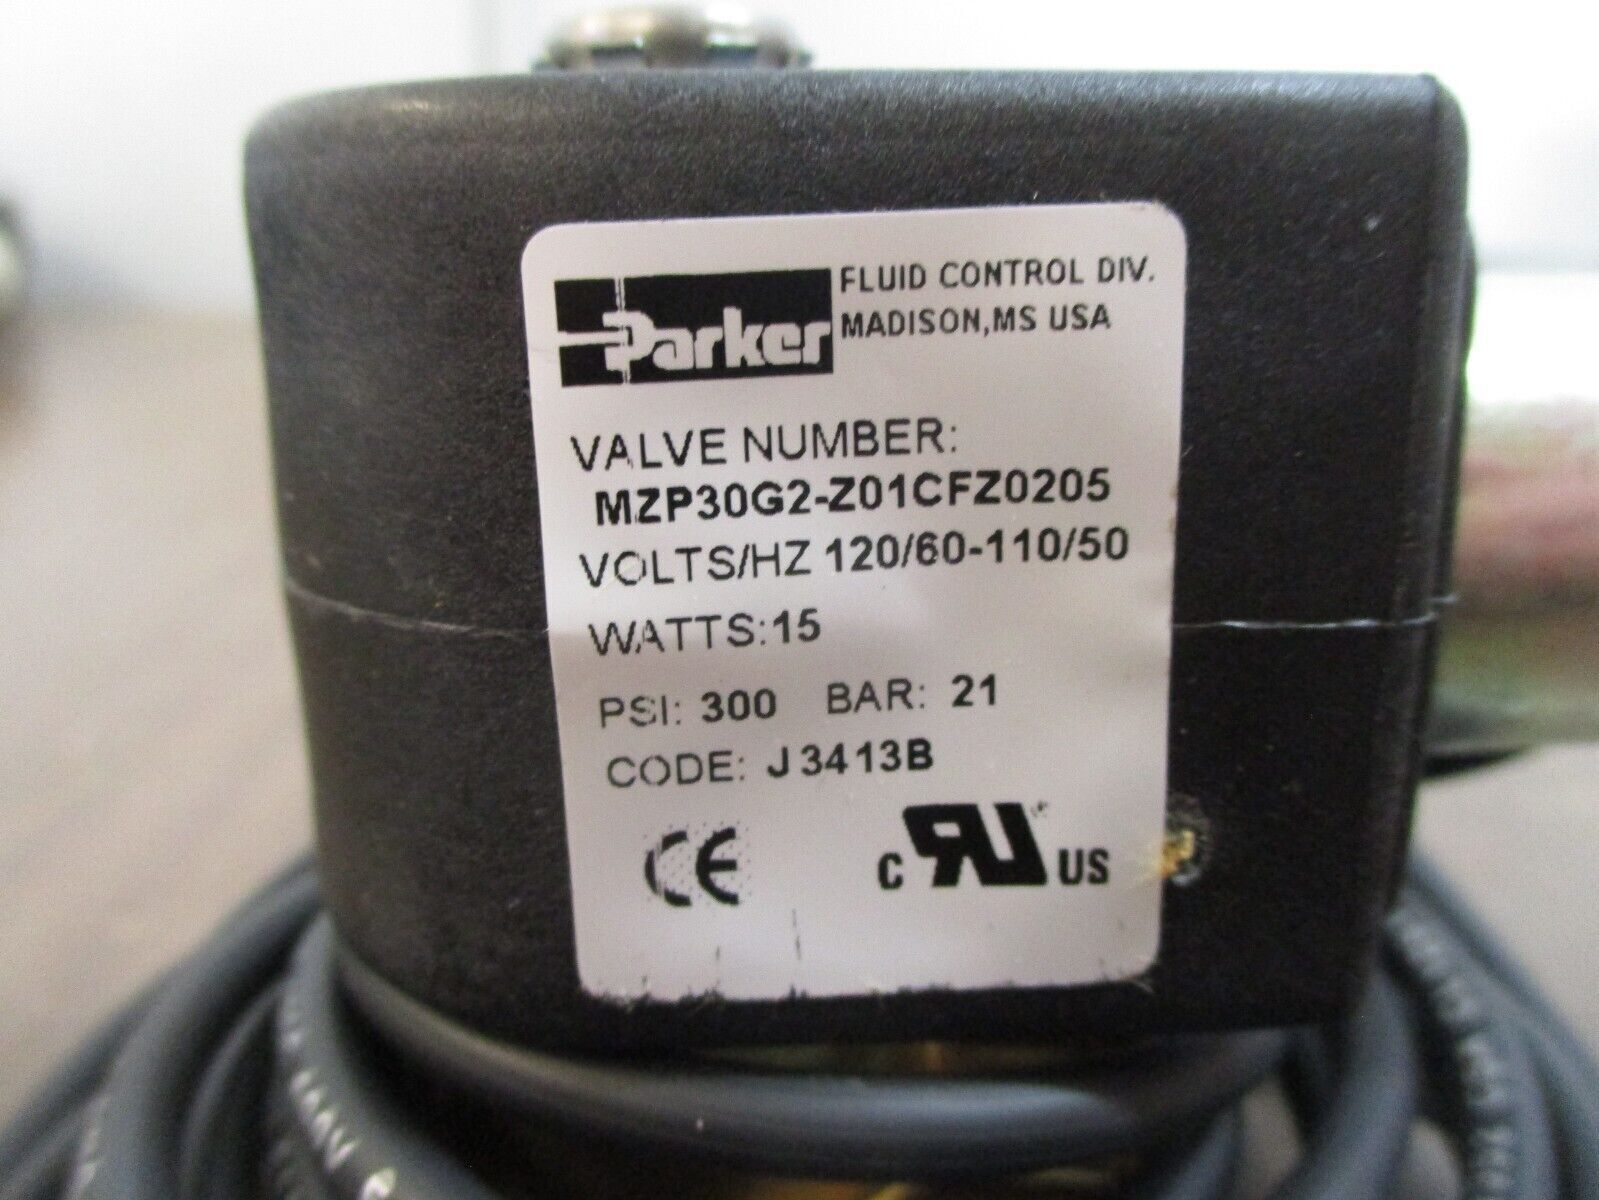 Parker
FLUID CONTROL DIV.
MADISON,MS USA
VALVE NUMBER:
MZP30G2-Z01CFZ0205
VOLTS/HZ 120/60-110/50
WATTS:15
PSI: 300 BAR: 21
CODE: J3413B
CE
C RU US